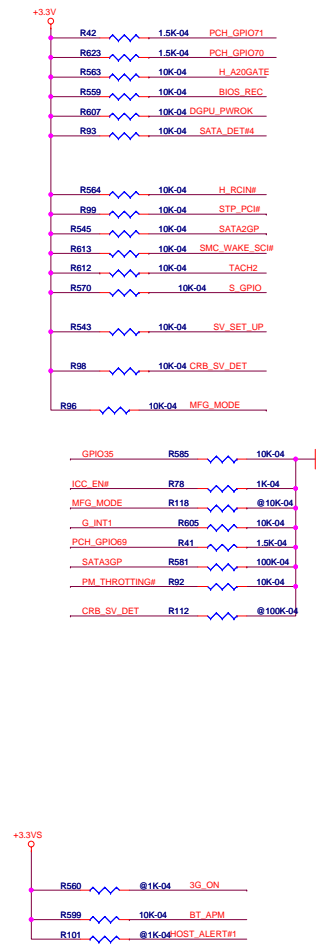 +3.3V
R42 1.5K-04 PCH_GPIO71
R623 1.5K-04 PCH_GPIO70
R563 10K-04 H_A20GATE
R559 10K-04 BIOS_REC
R607 10K-04 DGPU_PWROK
R93 10K-04 SATA_DET#4
R564 10K-04 H_RCIN#
R99 10K-04 STP_PCI#
R545 10K-04 SATA2GP
R613 10K-04 SMC_WAKE_SCI#
R612 10K-04 TACH2
R570 10K-04 S_GPIO
R543 10K-04 SV_SET_UP
R98 10K-04 CRB_SV_DET
R96 10K-04 MFG_MODE
GPIO35 R585 10K-04
ICC_EN# R78 1K-04
MFG_MODE R118 @10K-04
G_INT1 R605 10K-04
PCH_GPIO69 R41 1.5K-04
SATA3GP R581 100K-04
PM_THROTTING# R92 10K-04
CRB_SV_DET R112 @100K-04
+3.3VS
R560 @1K-04 3G_ON
R599 10K-04 BT_APM
R101 @1K-04 HOST_ALERT#1